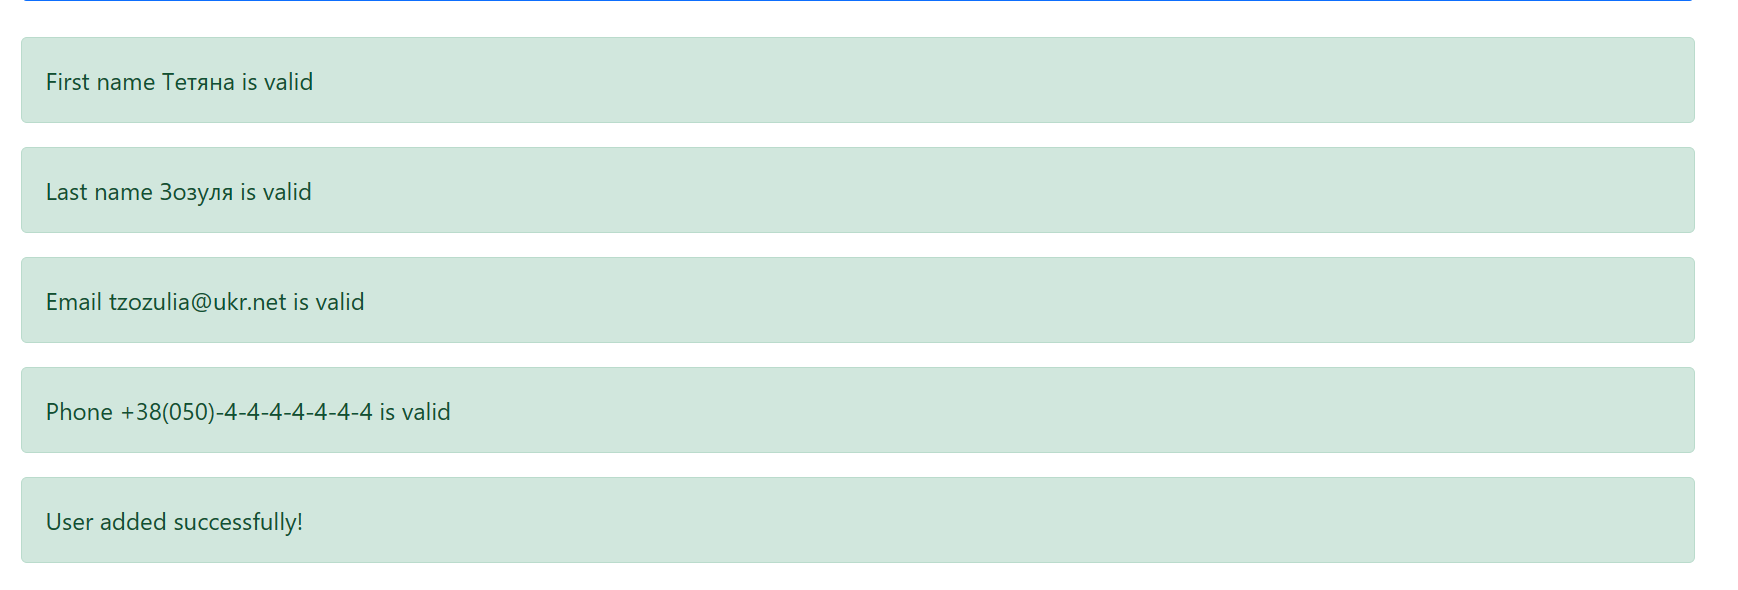 First name Тетяна is valid
Last name Зозуля is valid
Email tzozulia@ukr.net is valid
Phone +38(050)-4-4-4-4-4-4-4 is valid
User added successfully!